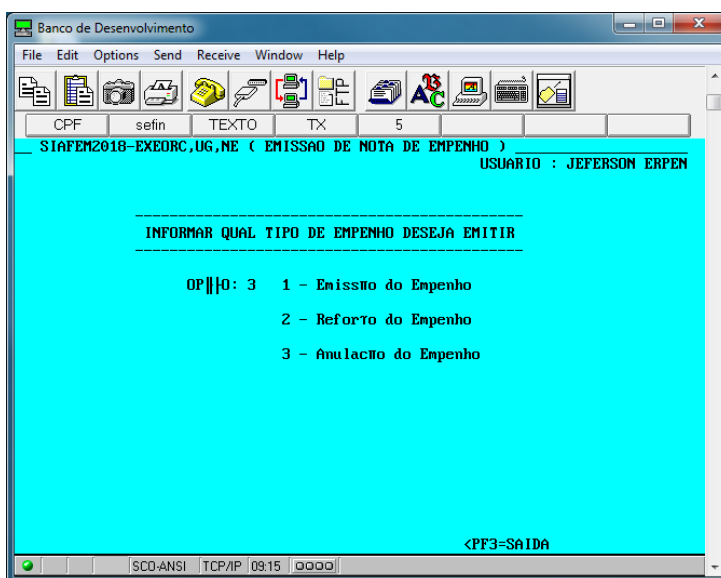 Banco de Desenvolvimento
File Edit Options Send Receive Window Help
CPF sefin TEXTO TX 5
__ SIAFEM2018-EXEORC,UG,NE ( EMISSAO DE NOTA DE EMPENHO ) ____________________
USUARIO : JEFERSON ERPEN
-----------------------------------------------
INFORMAR QUAL TIPO DE EMPENHO DESEJA EMITIR
-----------------------------------------------
OP╟├O: 3 1 - Emissπo do Empenho
2 - Reforτo do Empenho
3 - Anulacπo do Empenho
<PF3=SAIDA
SCO-ANSI TCP/IP 09:15